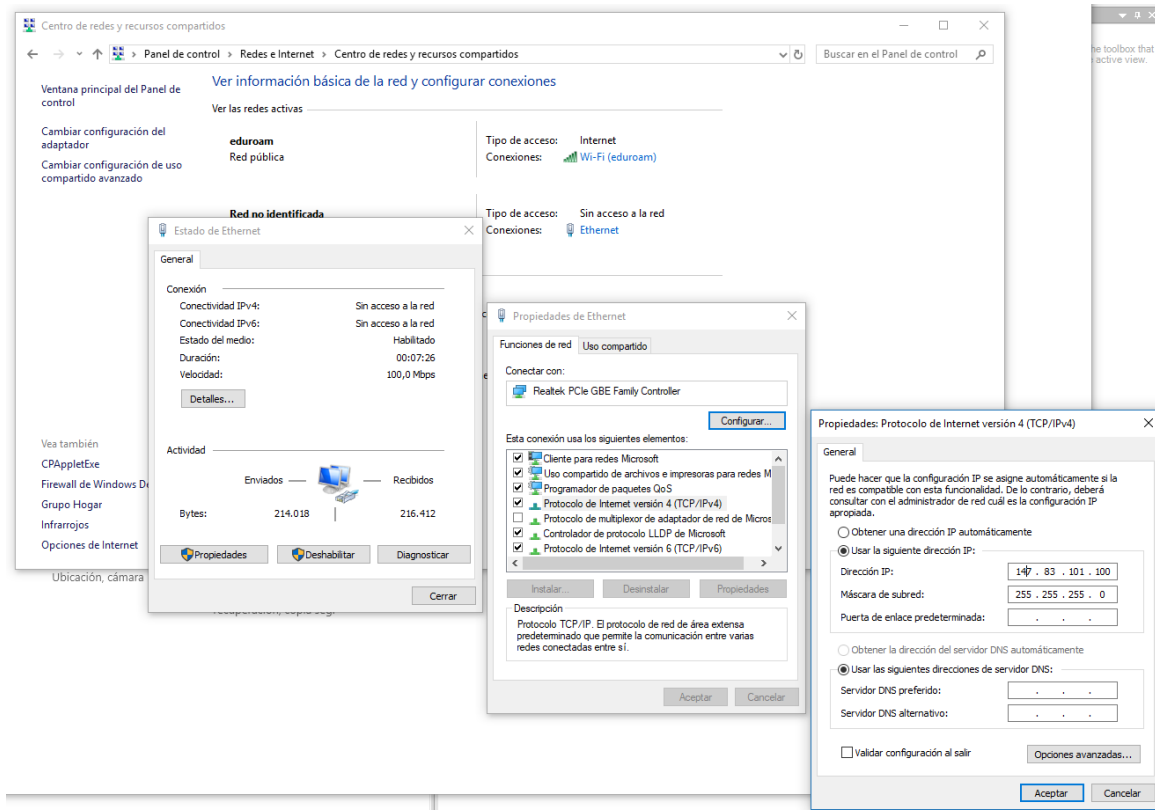 Centro de redes y recursos compartidos
Panel de control > Redes e Internet > Centro de redes y recursos compartidos
Buscar en el Panel de control
he toolbox that
active view.
Ventana principal del Panel de
control
Cambiar configuración del
adaptador
Cambiar configuración de uso
compartido avanzado
Ver información básica de la red y configurar conexiones
Ver las redes activas
eduroam
Red pública
Tipo de acceso: Internet
Conexiones: Wi-Fi (eduroam)
Red no identificada
Tipo de acceso: Sin acceso a la red
Conexiones: Ethernet
Vea también
CPAppletExe
Firewall de Windows De
Grupo Hogar
Infrarrojos
Opciones de Internet
Ubicación, cámara
Estado de Ethernet
General
Conexión
Conectividad IPv4: Sin acceso a la red
Conectividad IPv6: Sin acceso a la red
Estado del medio: Habilitado
Duración: 00:07:26
Velocidad: 100,0 Mbps
Detalles...
Actividad
Enviados — — Recibidos
Bytes: 214.018 | 216.412
Propiedades Deshabilitar Diagnosticar
Cerrar
Propiedades de Ethernet
Funciones de red Uso compartido
Conectar con:
Realtek PCIe GBE Family Controller
Configurar...
Esta conexión usa los siguientes elementos:
Cliente para redes Microsoft
Uso compartido de archivos e impresoras para redes M
Programador de paquetes QoS
Protocolo de Internet versión 4 (TCP/IPv4)
Protocolo de multiplexor de adaptador de red de Micros
Controlador de protocolo LLDP de Microsoft
Protocolo de Internet versión 6 (TCP/IPv6)
Instalar... Desinstalar Propiedades
Descripción
Protocolo TCP/IP. El protocolo de red de área extensa
predeterminado que permite la comunicación entre varias
redes conectadas entre sí.
Aceptar Cancelar
Propiedades: Protocolo de Internet versión 4 (TCP/IPv4)
General
Puede hacer que la configuración IP se asigne automáticamente si la
red es compatible con esta funcionalidad. De lo contrario, deberá
consultar con el administrador de red cuál es la configuración IP
apropiada.
Obtener una dirección IP automáticamente
Usar la siguiente dirección IP:
Dirección IP: 147 . 83 . 101 . 100
Máscara de subred: 255 . 255 . 255 . 0
Puerta de enlace predeterminada: . . .
Obtener la dirección del servidor DNS automáticamente
Usar las siguientes direcciones de servidor DNS:
Servidor DNS preferido: . . .
Servidor DNS alternativo: . . .
Validar configuración al salir
Opciones avanzadas...
Aceptar Cancelar